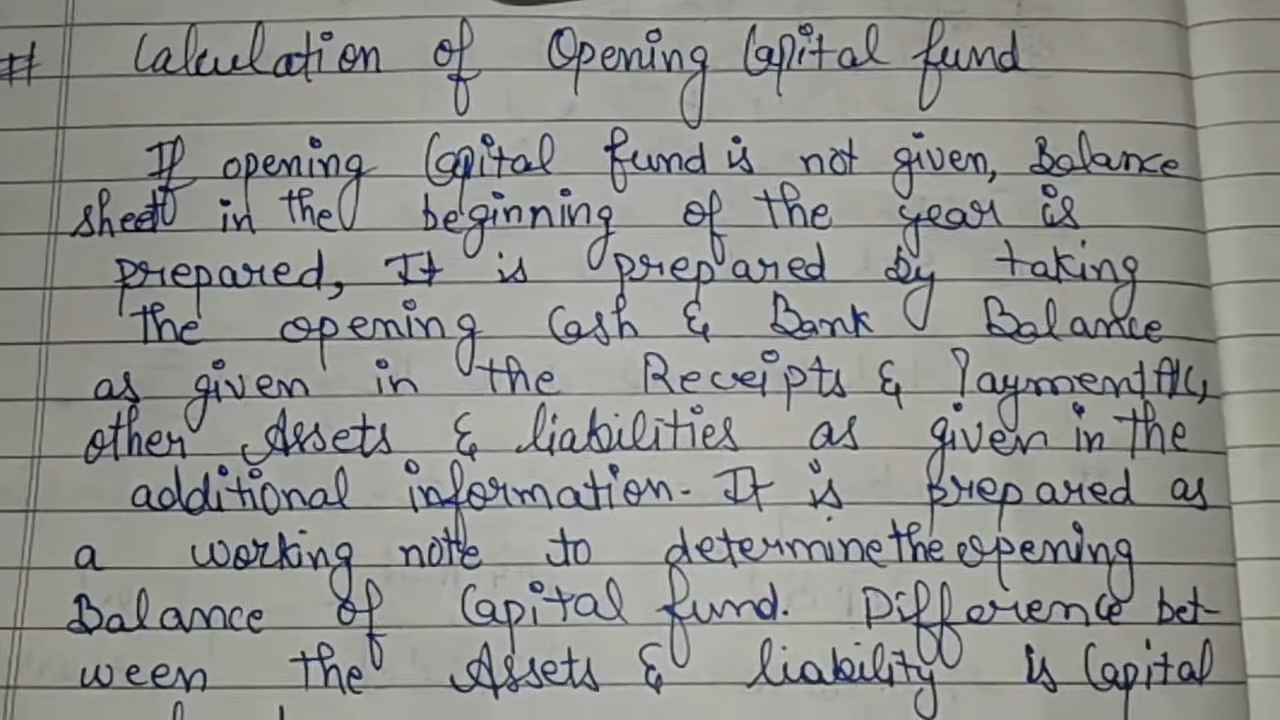 # Calculation of Opening Capital fund
If opening Capital fund is not given, Balance
sheet in the beginning of the year is
prepared, It is prepared by taking
the opening Cash & Bank Balance
as given in the Receipts & Payment A/c,
other Assets & liabilities as given in the
additional information. It is prepared as
a working note to determine the opening
Balance of Capital fund. Difference bet-
ween the Assets & liability is Capital